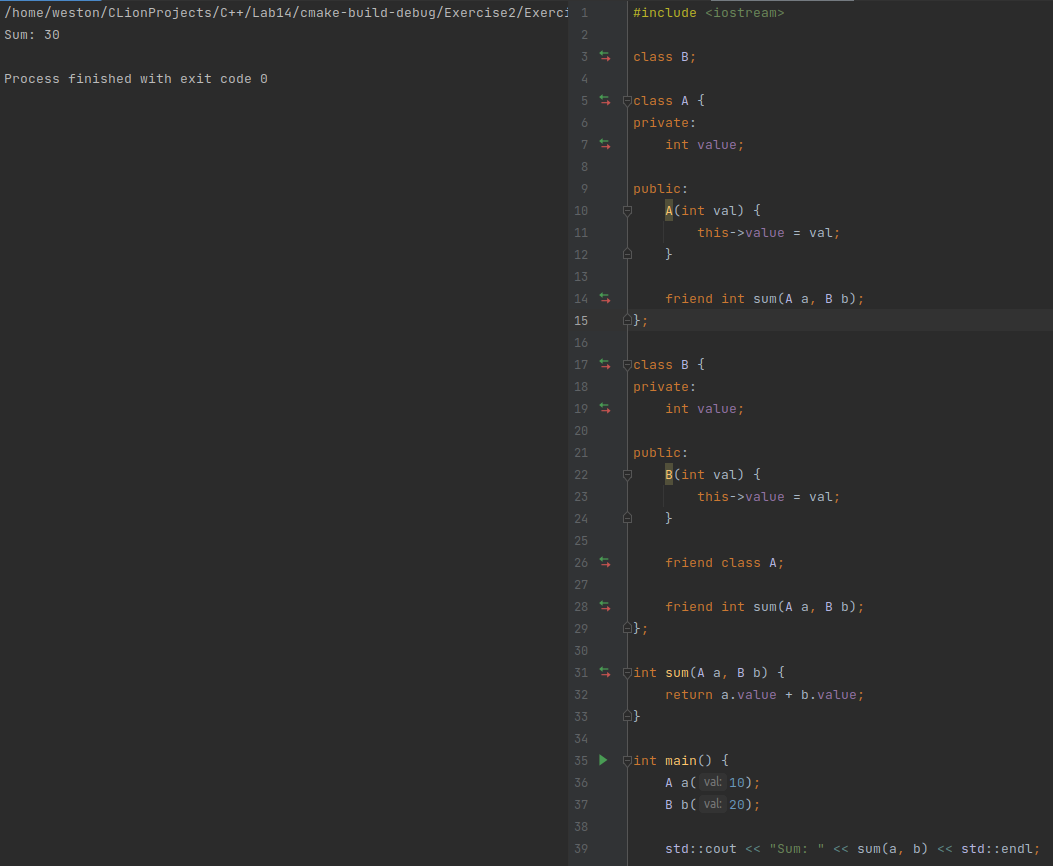 /home/weston/CLionProjects/C++/Lab14/cmake-build-debug/Exercise2/Exerci
Sum: 30
Process finished with exit code 0
1 #include <iostream>
2
3 class B;
4
5 class A {
6 private:
7 int value;
8
9 public:
10 A(int val) {
11 this->value = val;
12 }
13
14 friend int sum(A a, B b);
15 };
16
17 class B {
18 private:
19 int value;
20
21 public:
22 B(int val) {
23 this->value = val;
24 }
25
26 friend class A;
27
28 friend int sum(A a, B b);
29 };
30
31 int sum(A a, B b) {
32 return a.value + b.value;
33 }
34
35 int main() {
36 A a( val: 10);
37 B b( val: 20);
38
39 std::cout << "Sum: " << sum(a, b) << std::endl;